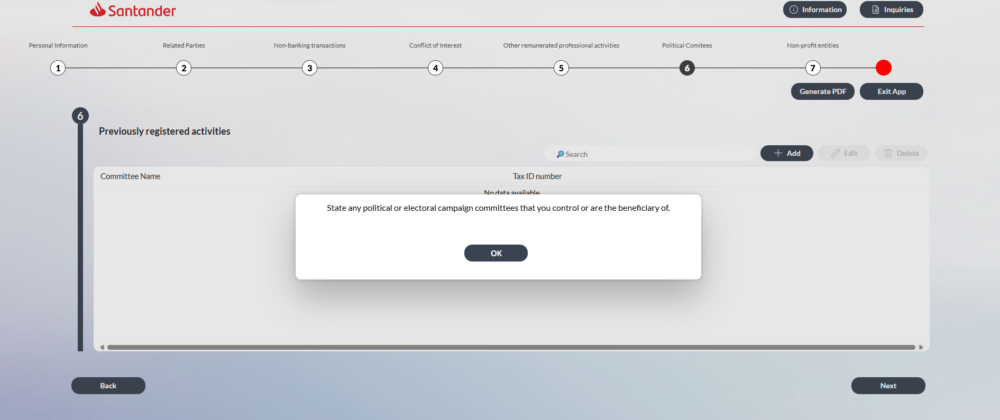 Santander
Information
Inquiries
Personal Information
Related Parties
Non-banking transactions
Conflict of Interest
Other remunerated professional activities
Political Comitees
Non-profit entities
1
2
3
4
5
6
7
Generate PDF
Exit App
6
Previously registered activities
Search
Add
Edit
Delete
Committee Name
Tax ID number
No data available
State any political or electoral campaign committees that you control or are the beneficiary of.
OK
Back
Next